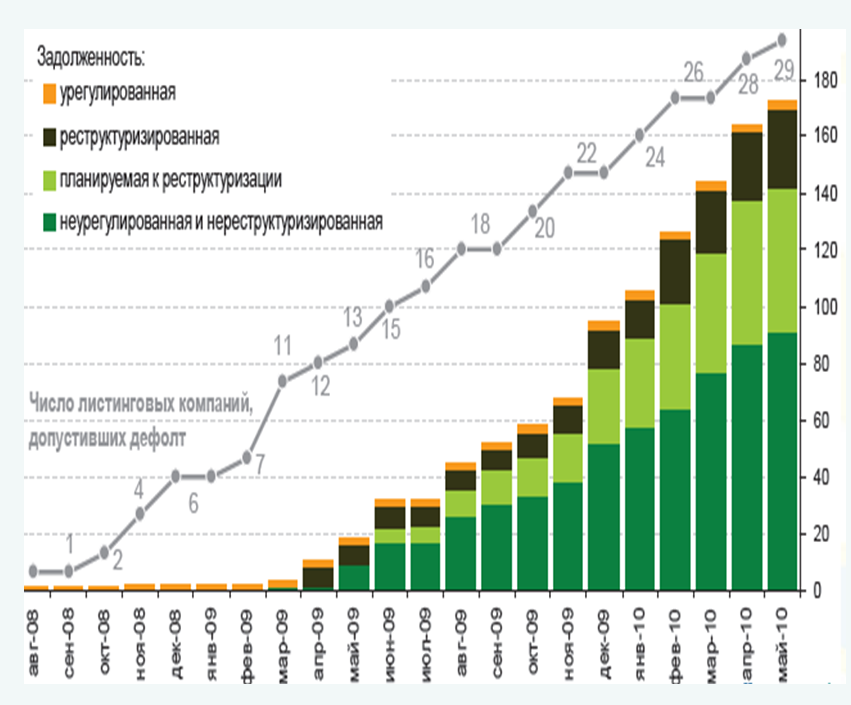 Задолженность:
урегулированная
реструктуризированная
планируемая к реструктуризации
неурегулированная и нереструктуризированная
Число листинговых компаний,
допустивших дефолт
1
2
4
6
7
11
12
13
15
16
18
20
22
24
26
28
29
180
160
140
120
100
80
60
40
20
0
авг-08
сен-08
окт-08
ноя-08
дек-08
янв-09
фев-09
мар-09
апр-09
май-09
июн-09
июл-09
авг-09
сен-09
окт-09
ноя-09
дек-09
янв-10
фев-10
мар-10
апр-10
май-10